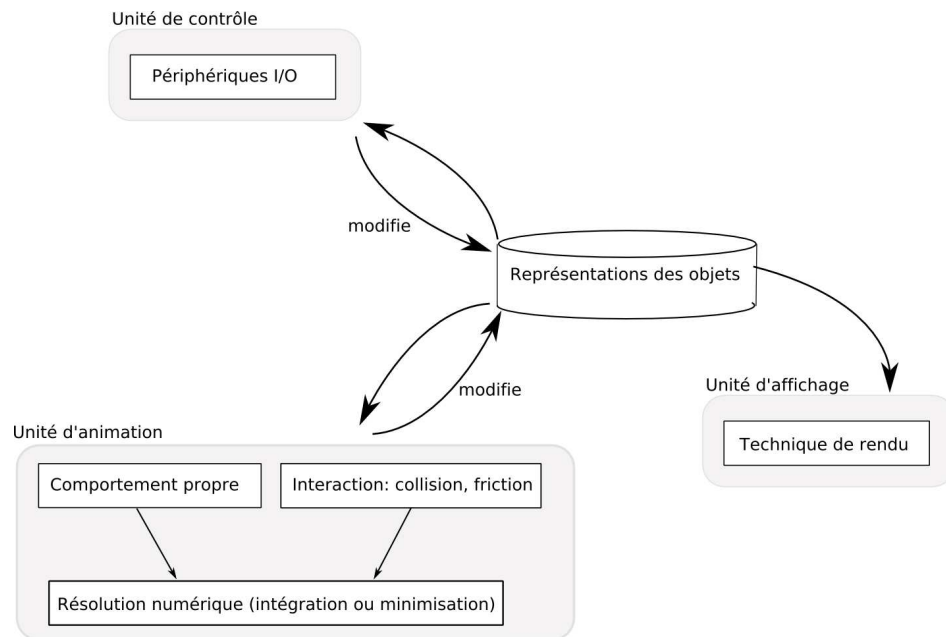 Unité de contrôle
Périphériques I/O
modifie
Représentations des objets
modifie
Unité d'affichage
Technique de rendu
Unité d'animation
Comportement propre
Interaction: collision, friction
Résolution numérique (intégration ou minimisation)